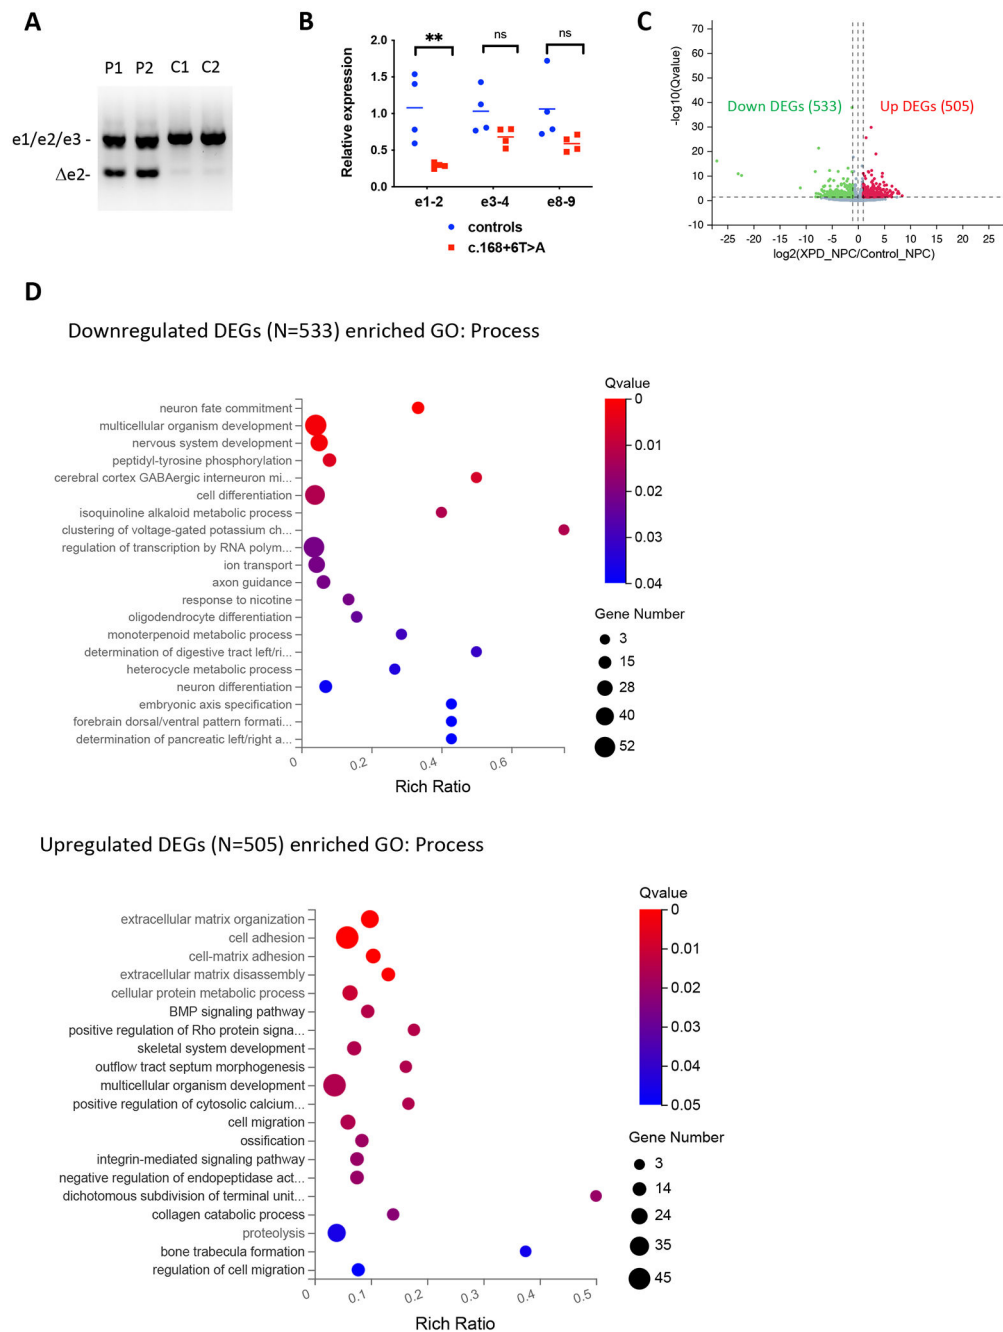 A
P1 P2 C1 C2
e1/e2/e3 -
Δe2-
B
Relative expression
2.0
1.5
1.0
0.5
0.0
** ns ns
e1-2 e3-4 e8-9
controls
c.168+6T>A
C
-log10(Qvalue)
70
60
50
40
30
20
10
0
-10
Down DEGs (533) Up DEGs (505)
-25 -20 -15 -10 -5 0 5 10 15 20 25
log2(XPD_NPC/Control_NPC)
D
Downregulated DEGs (N=533) enriched GO: Process
neuron fate commitment
multicellular organism development
nervous system development
peptidyl-tyrosine phosphorylation
cerebral cortex GABAergic interneuron mi...
cell differentiation
isoquinoline alkaloid metabolic process
clustering of voltage-gated potassium ch...
regulation of transcription by RNA polym...
ion transport
axon guidance
response to nicotine
oligodendrocyte differentiation
monoterpenoid metabolic process
determination of digestive tract left/ri...
heterocycle metabolic process
neuron differentiation
embryonic axis specification
forebrain dorsal/ventral pattern formati...
determination of pancreatic left/right a...
0 0.2 0.4 0.6
Rich Ratio
Qvalue
0
0.01
0.02
0.03
0.04
Gene Number
3
15
28
40
52
Upregulated DEGs (N=505) enriched GO: Process
extracellular matrix organization
cell adhesion
cell-matrix adhesion
extracellular matrix disassembly
cellular protein metabolic process
BMP signaling pathway
positive regulation of Rho protein signa...
skeletal system development
outflow tract septum morphogenesis
multicellular organism development
positive regulation of cytosolic calcium...
cell migration
ossification
integrin-mediated signaling pathway
negative regulation of endopeptidase act...
dichotomous subdivision of terminal unit...
collagen catabolic process
proteolysis
bone trabecula formation
regulation of cell migration
0 0.1 0.2 0.3 0.4 0.5
Rich Ratio
Qvalue
0
0.01
0.02
0.03
0.04
0.05
Gene Number
3
14
24
35
45